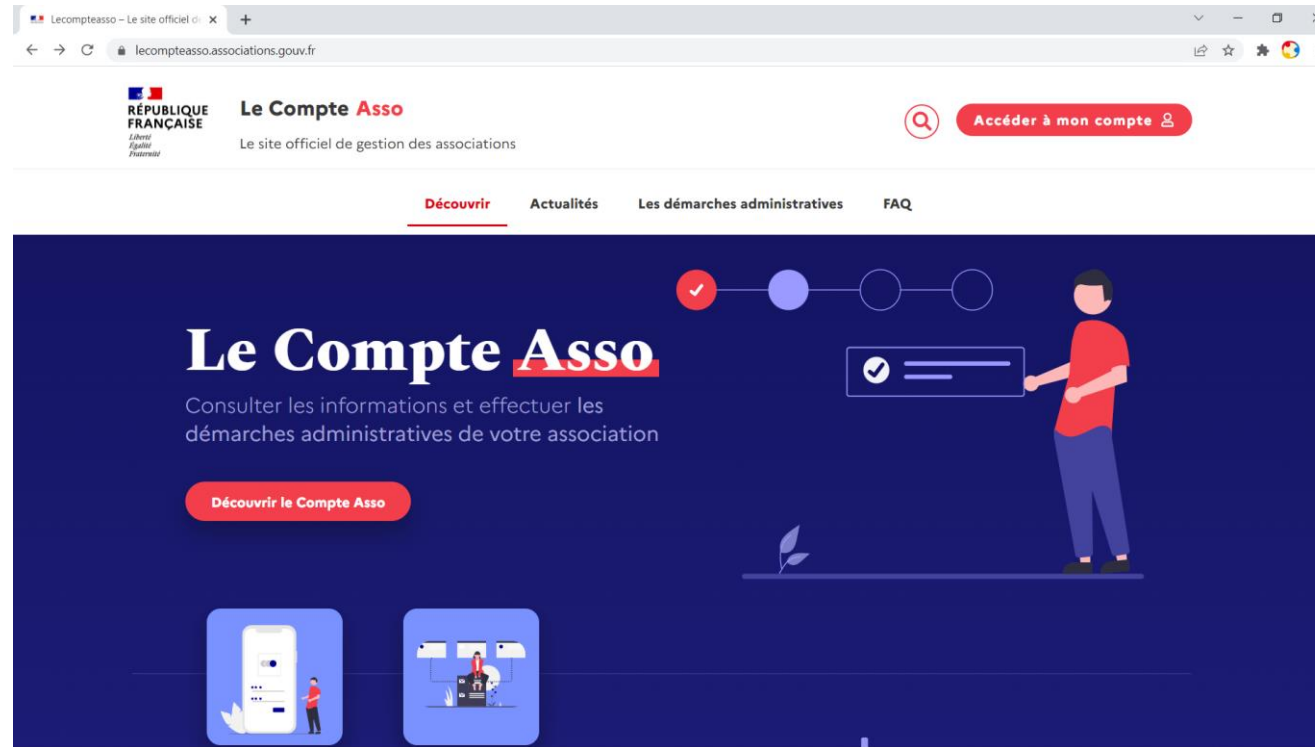 Lecompteasso – Le site officiel de
lecompteasso.associations.gouv.fr
RÉPUBLIQUE
FRANÇAISE
Liberté
Égalité
Fraternité
Le Compte Asso
Le site officiel de gestion des associations
Accéder à mon compte
Découvrir Actualités Les démarches administratives FAQ
Le Compte Asso
Consulter les informations et effectuer les
démarches administratives de votre association
Découvrir le Compte Asso